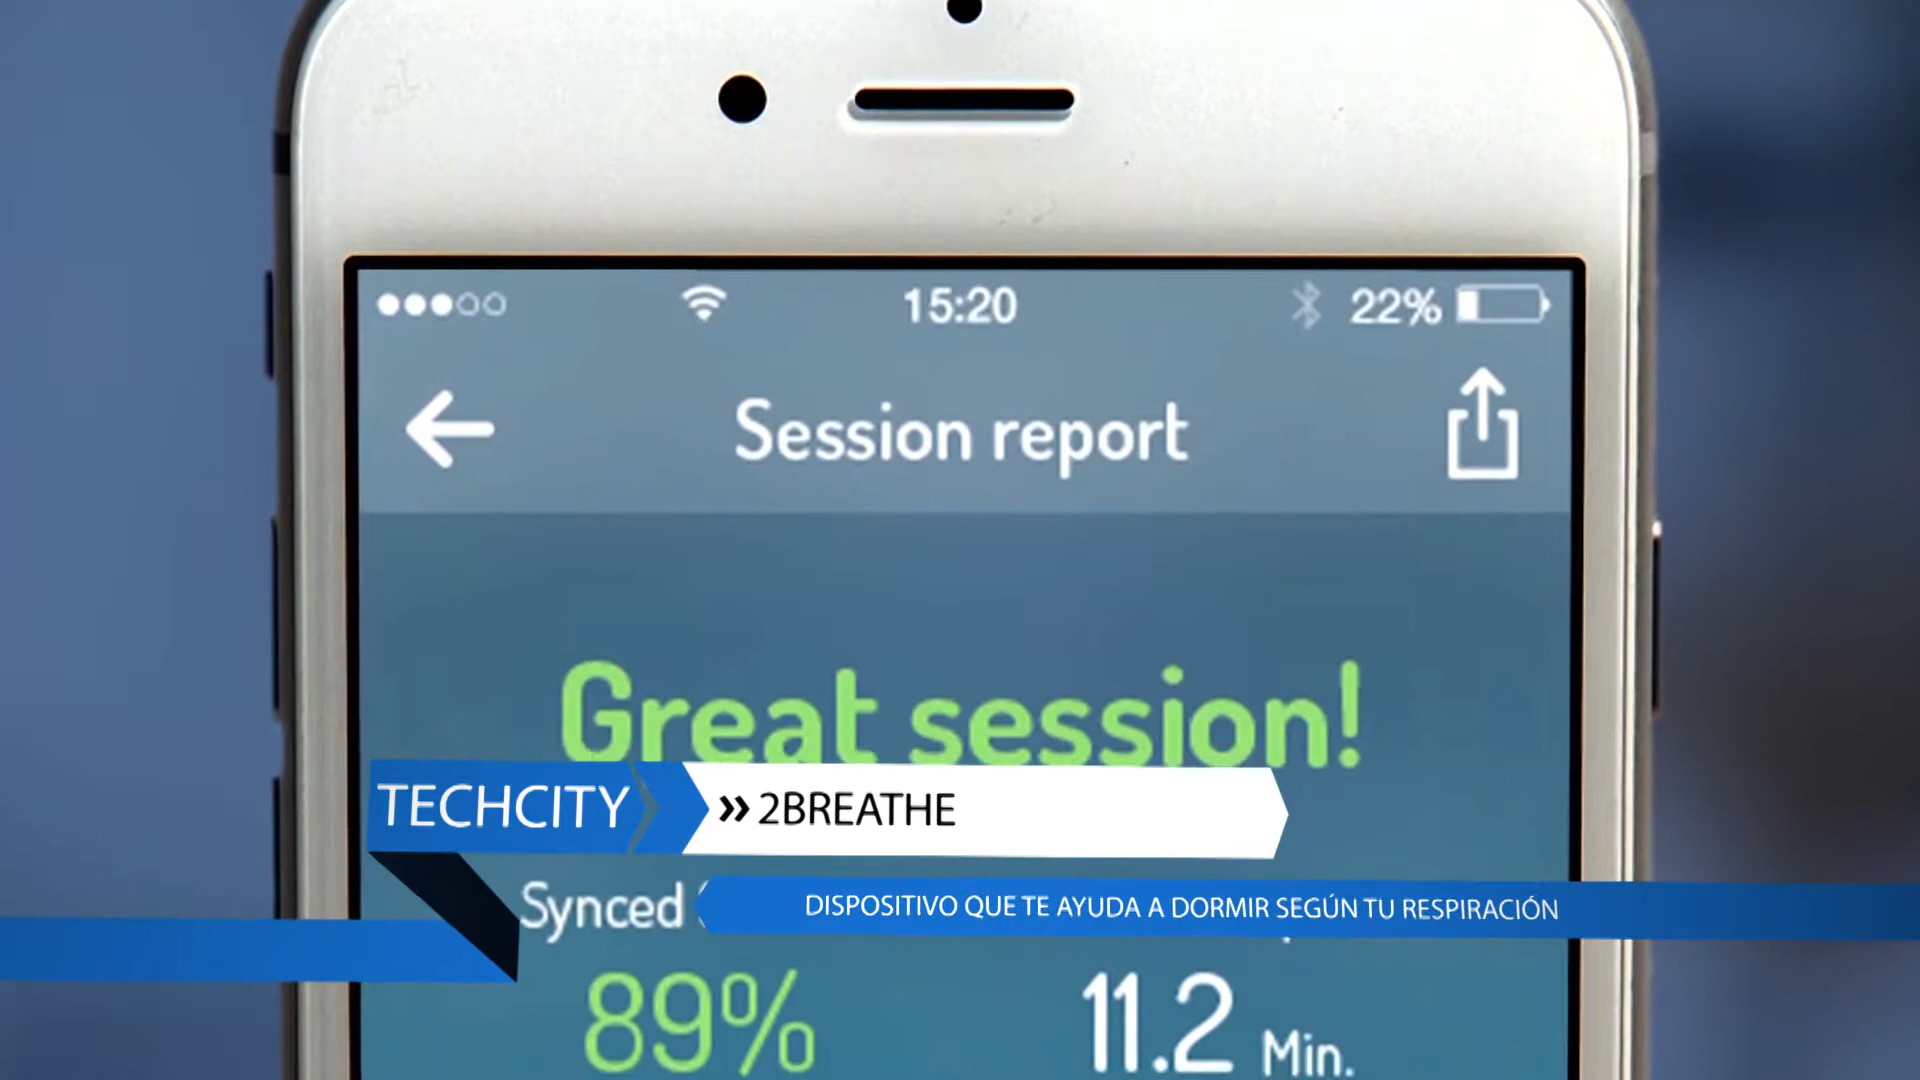 15:20
22%
Session report
Great session!
TECHCITY
» 2BREATHE
Synced
DISPOSITIVO QUE TE AYUDA A DORMIR SEGÚN TU RESPIRACIÓN
89%
11.2 Min.